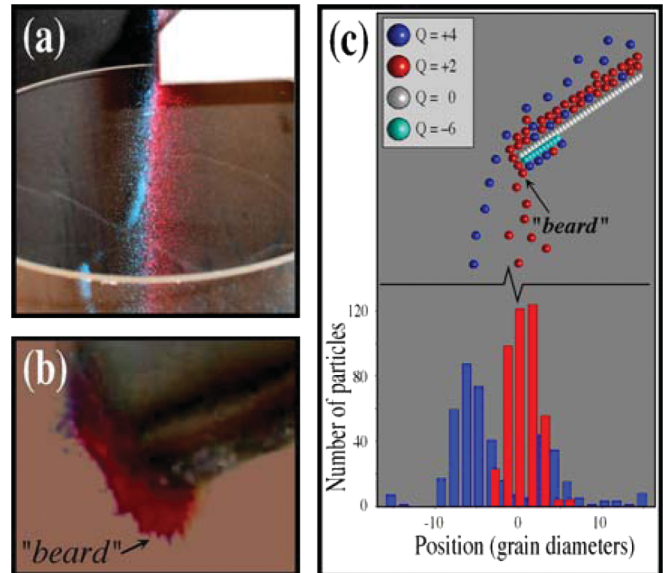 (a)
(b)
"beard"
(c)
Q = +4
Q = +2
Q = 0
Q = −6
"beard"
Number of particles
120
80
40
0
-10
0
10
Position (grain diameters)